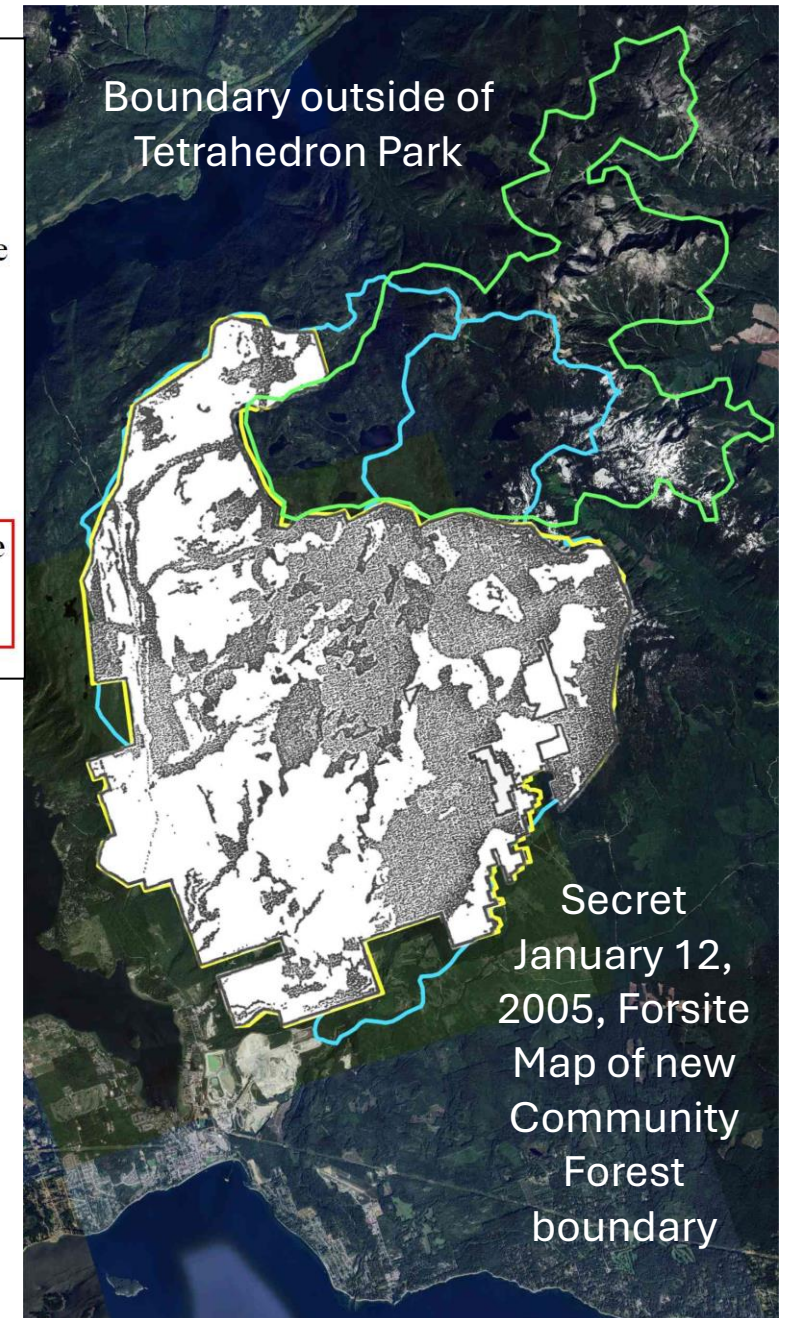 Boundary outside of
Tetrahedron Park
Secret
January 12,
2005, Forsite
Map of new
Community
Forest
boundary